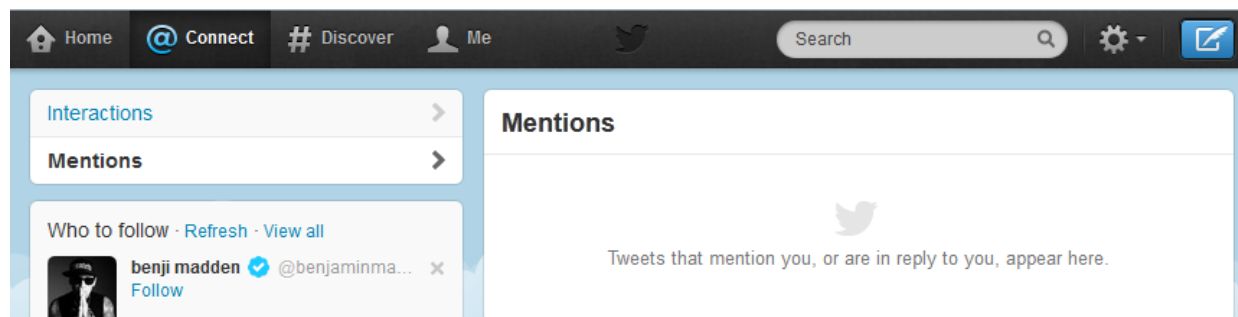 Home @ Connect # Discover Me Search
Interactions
Mentions
Who to follow · Refresh · View all
benji madden @benjaminma...
Follow
Mentions
Tweets that mention you, or are in reply to you, appear here.